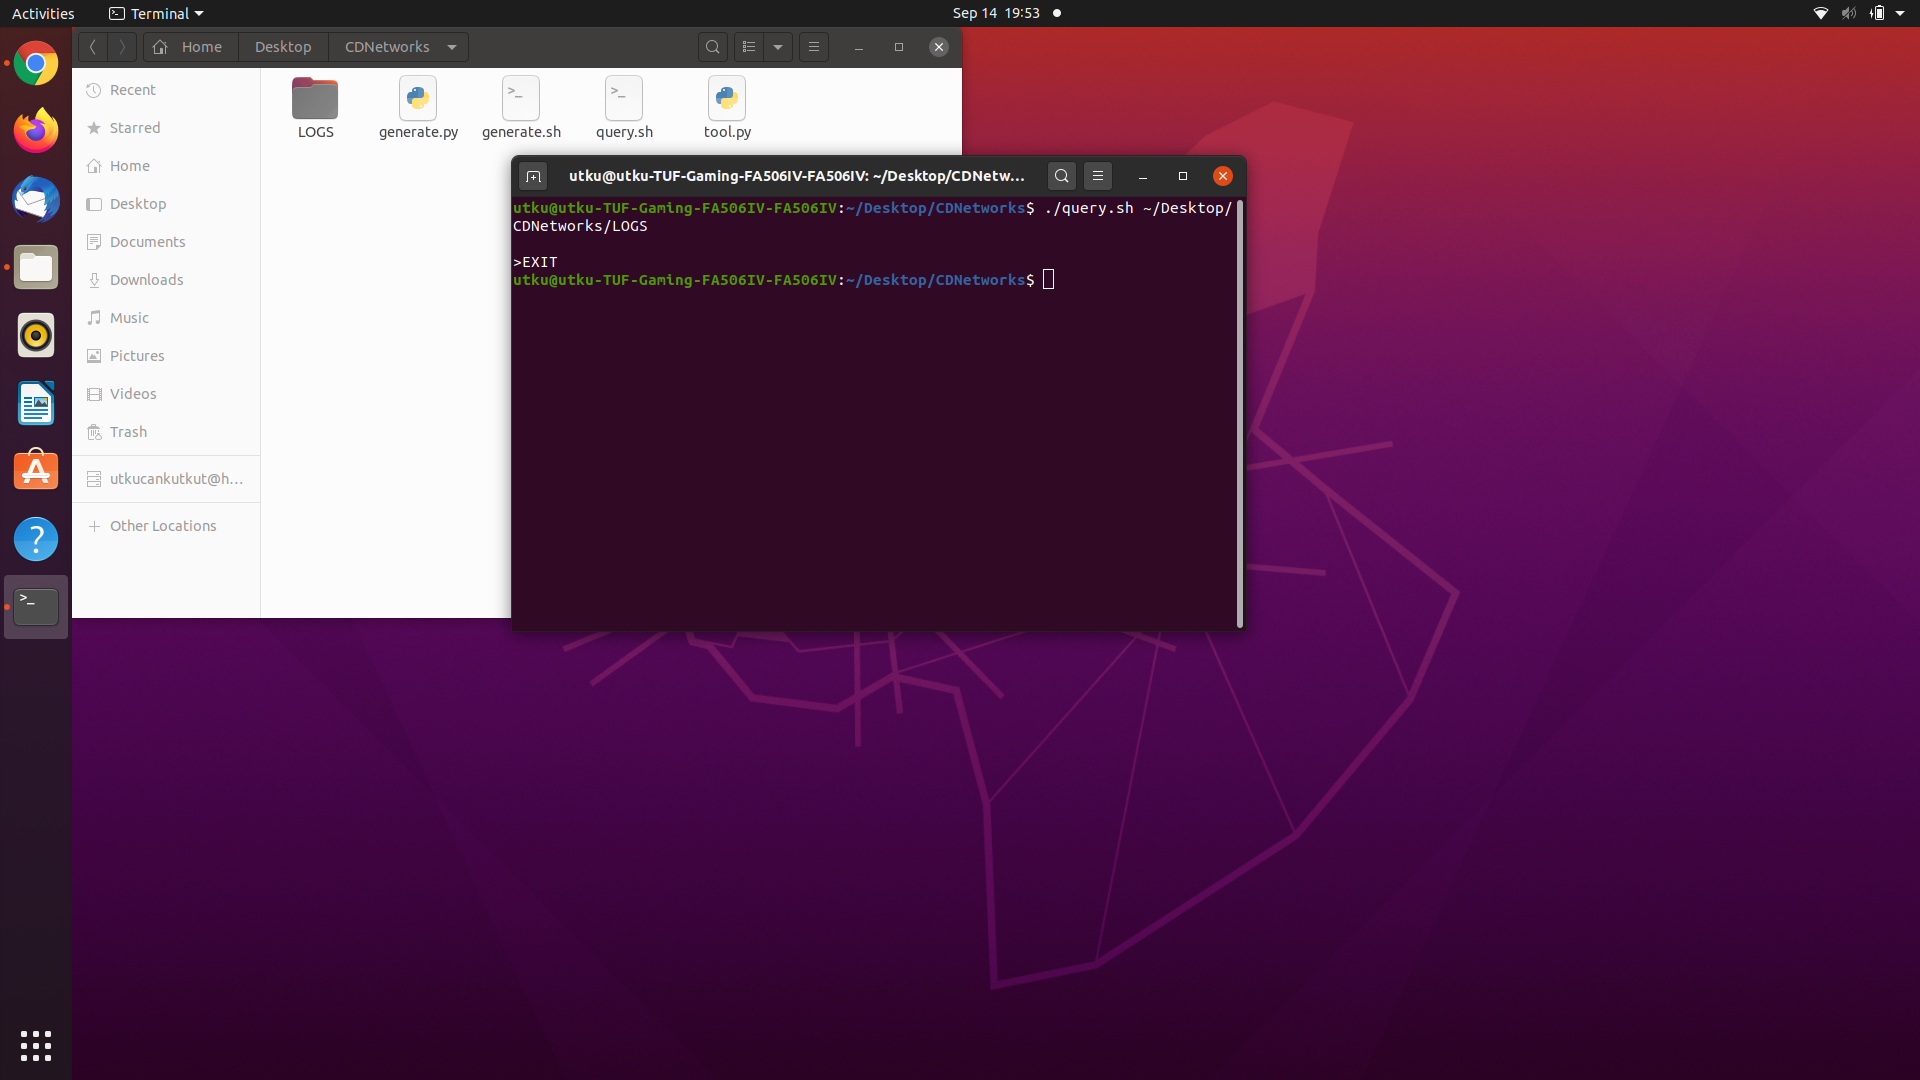 Activities
Terminal
Sep 14 19:53
Home
Desktop
CDNetworks
Recent
Starred
Home
Desktop
Documents
Downloads
Music
Pictures
Videos
Trash
utkucankutkut@h...
Other Locations
LOGS
generate.py
generate.sh
query.sh
tool.py
utku@utku-TUF-Gaming-FA506IV-FA506IV: ~/Desktop/CDNetw...
utku@utku-TUF-Gaming-FA506IV-FA506IV:~/Desktop/CDNetworks$ ./query.sh ~/Desktop/
CDNetworks/LOGS
>EXIT
utku@utku-TUF-Gaming-FA506IV-FA506IV:~/Desktop/CDNetworks$